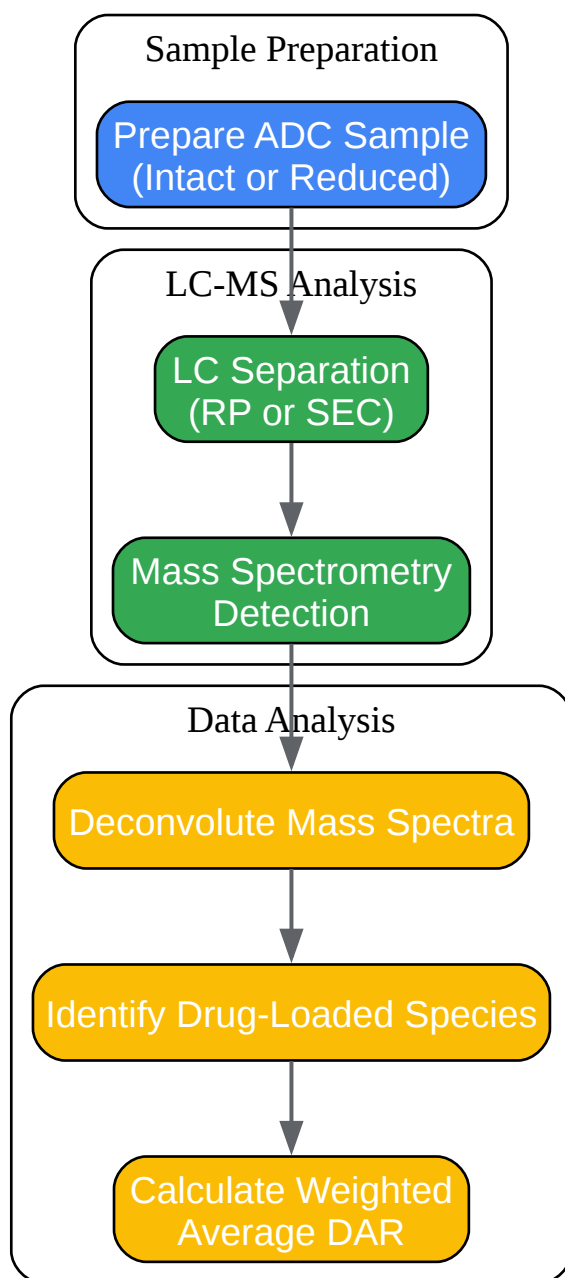 Sample Preparation
Prepare ADC Sample
(Intact or Reduced)
LC-MS Analysis
LC Separation
(RP or SEC)
Mass Spectrometry
Detection
Data Analysis
Deconvolute Mass Spectra
Identify Drug-Loaded Species
Calculate Weighted
Average DAR